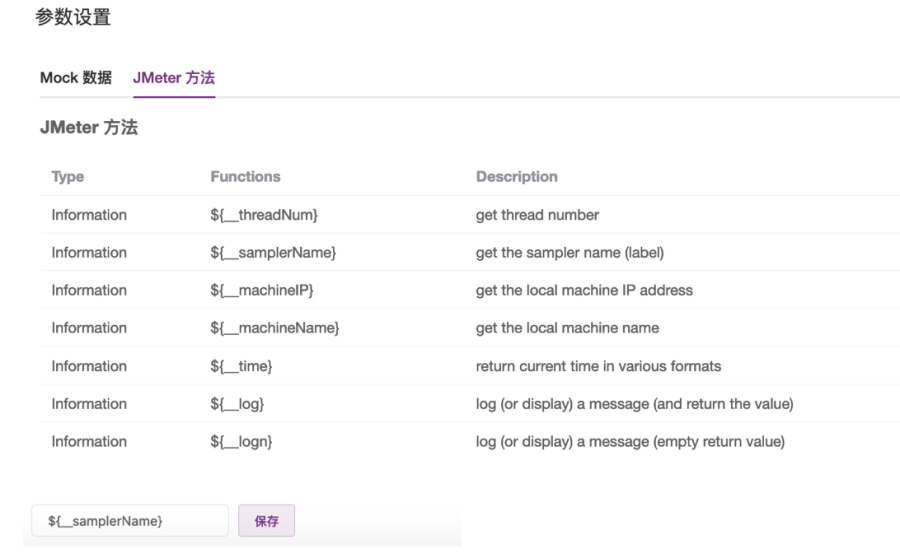 参数设置
Mock 数据 JMeter 方法
JMeter 方法
Type Functions Description
Information ${__threadNum} get thread number
Information ${__samplerName} get the sampler name (label)
Information ${__machineIP} get the local machine IP address
Information ${__machineName} get the local machine name
Information ${__time} return current time in various formats
Information ${__log} log (or display) a message (and return the value)
Information ${__logn} log (or display) a message (empty return value)
${__samplerName} 保存